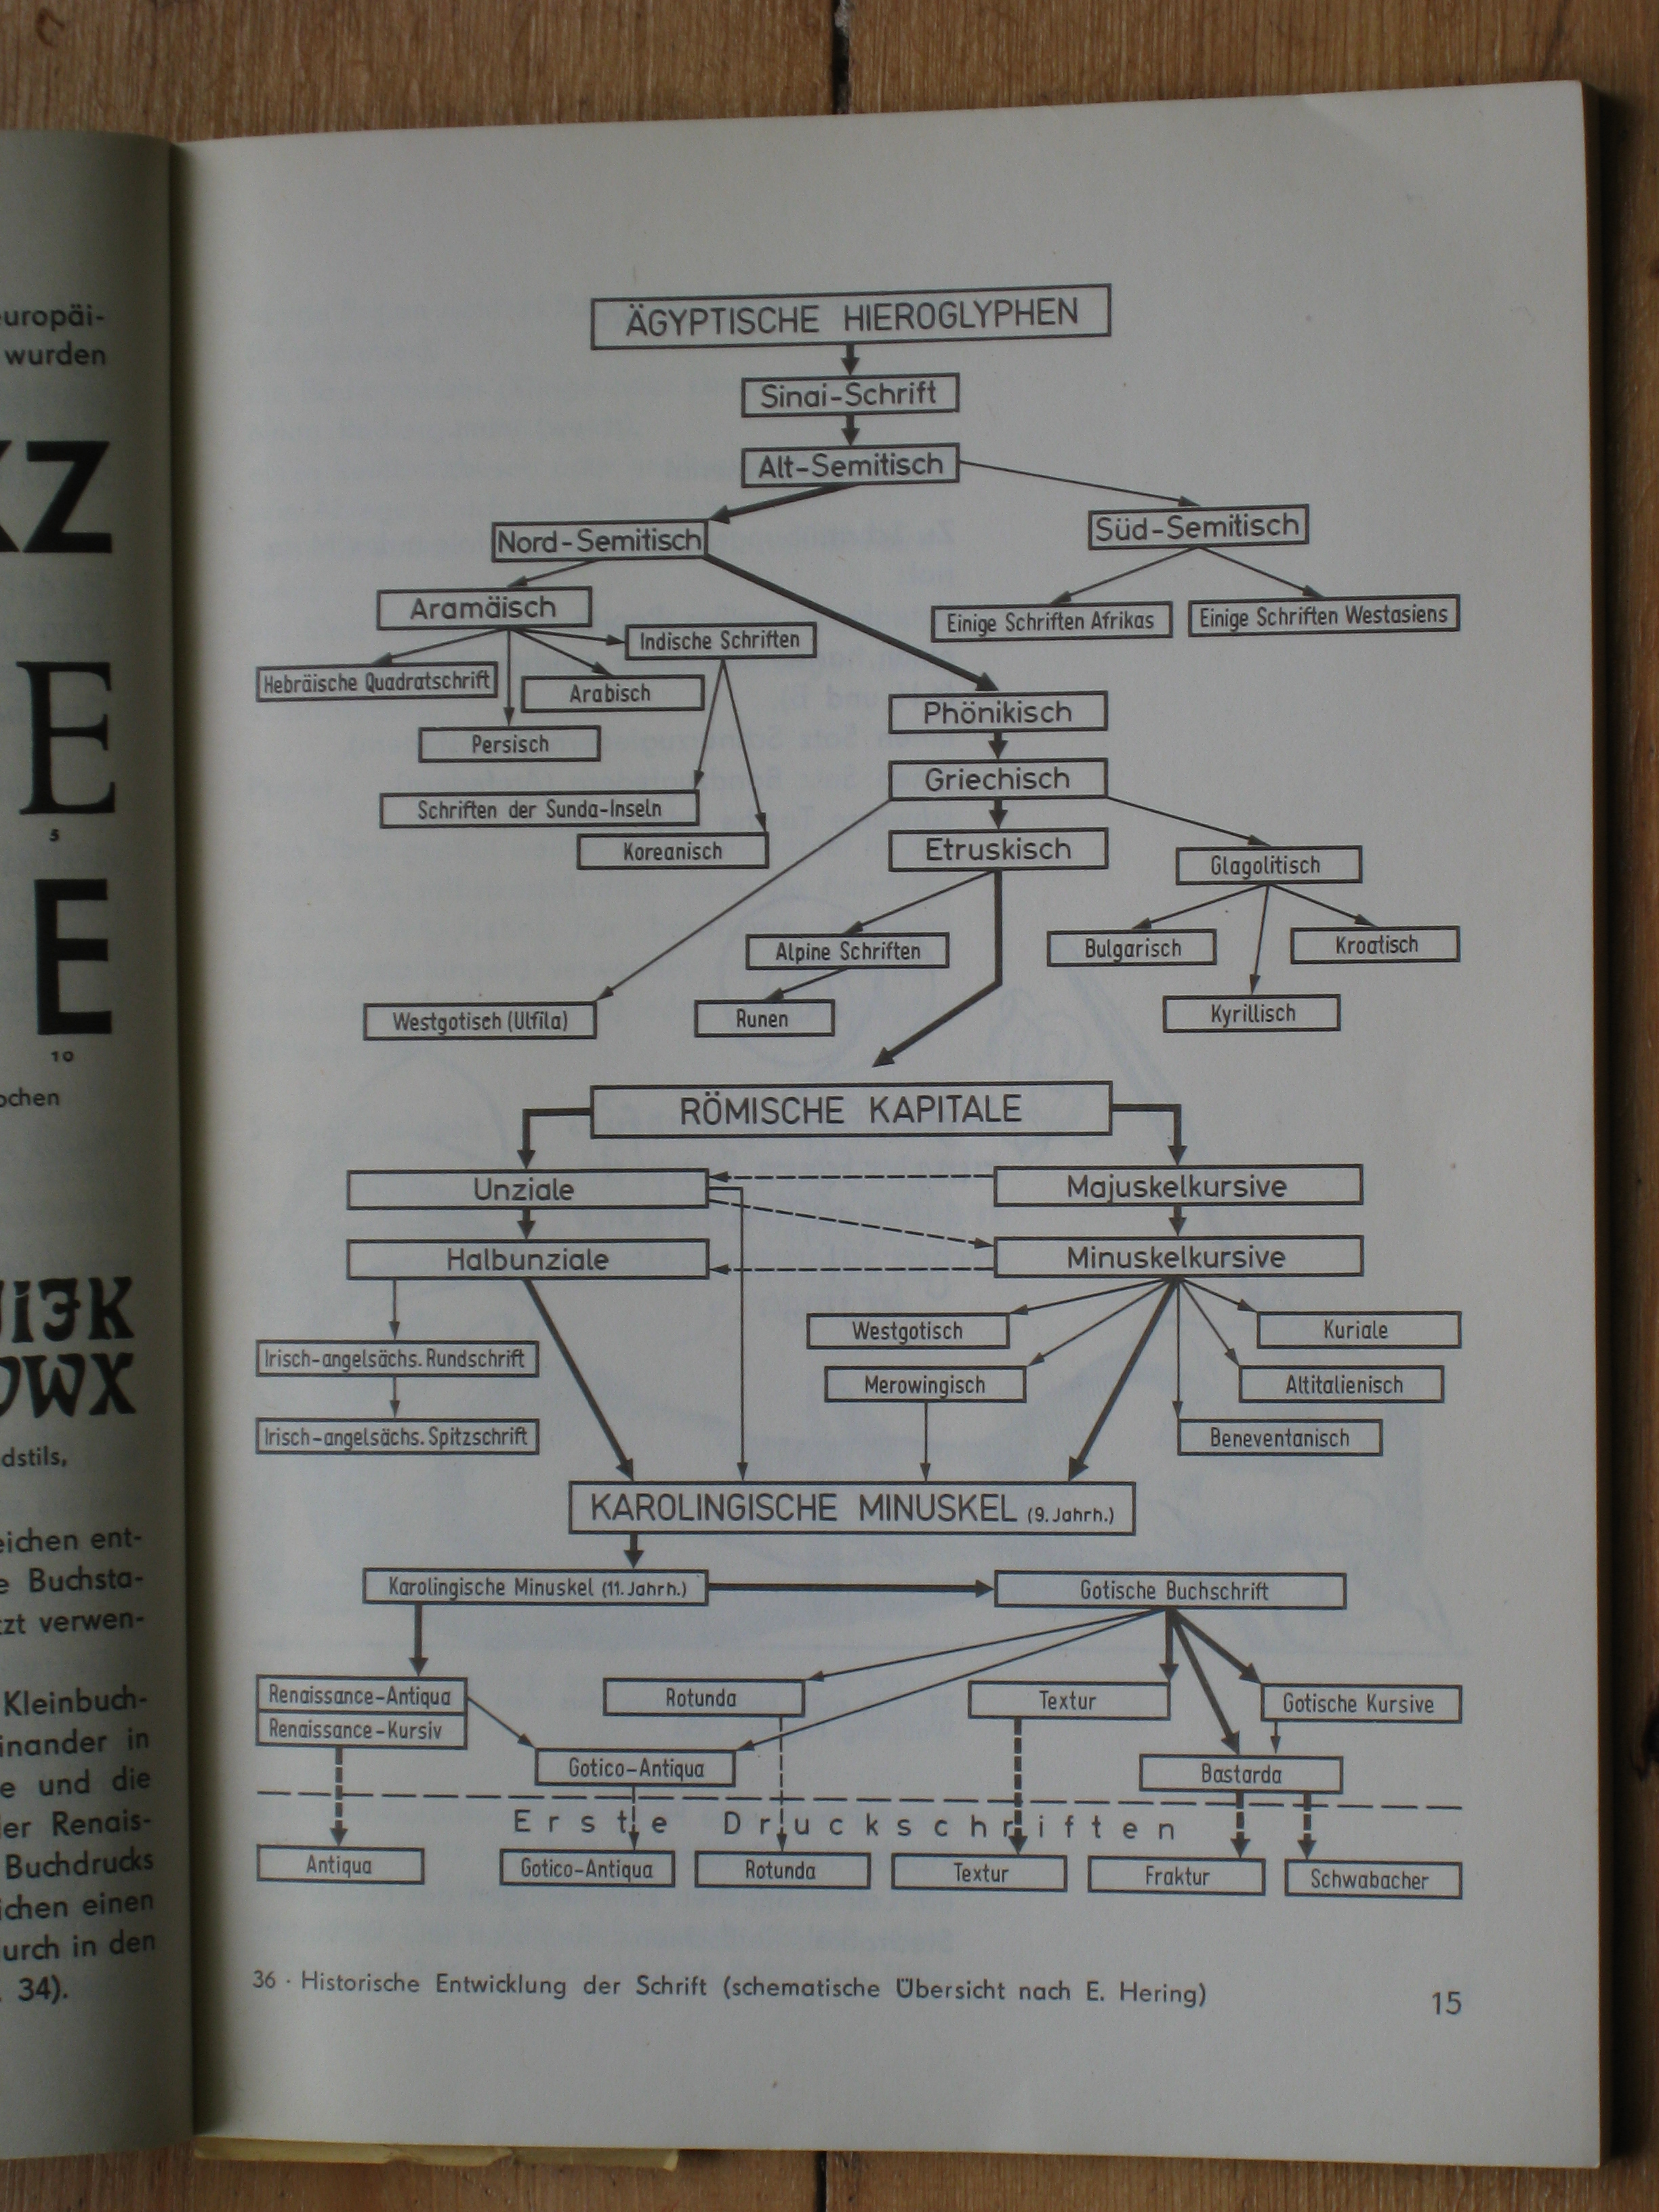 europäi-
wurden
KZ
E
5
E
10
ochen
IJK
WX
dstils,
eichen ent-
e Buchsta-
tzt verwen-
Kleinbuch-
inander in
e und die
der Renais-
Buchdrucks
ichen einen
durch in den
. 34).
ÄGYPTISCHE HIEROGLYPHEN
Sinai-Schrift
Alt-Semitisch
Nord-Semitisch
Süd-Semitisch
Aramäisch
Einige Schriften Afrikas
Einige Schriften Westasiens
Indische Schriften
Hebräische Quadratschrift
Arabisch
Phönikisch
Persisch
Griechisch
Schriften der Sunda-Inseln
Koreanisch
Etruskisch
Glagolitisch
Alpine Schriften
Bulgarisch
Kroatisch
Westgotisch (Ulfila)
Runen
Kyrillisch
RÖMISCHE KAPITALE
Unziale
Majuskelkursive
Halbunziale
Minuskelkursive
Westgotisch
Kuriale
Irisch-angelsächs. Rundschrift
Merowingisch
Altitalienisch
Irisch-angelsächs. Spitzschrift
Beneventanisch
KAROLINGISCHE MINUSKEL (9. Jahrh.)
Karolingische Minuskel (11. Jahrh.)
Gotische Buchschrift
Renaissance-Antiqua
Rotunda
Textur
Gotische Kursive
Renaissance-Kursiv
Gotico-Antiqua
Bastarda
Erste Druckschriften
Antiqua
Gotico-Antiqua
Rotunda
Textur
Fraktur
Schwabacher
36 · Historische Entwicklung der Schrift (schematische Übersicht nach E. Hering)
15